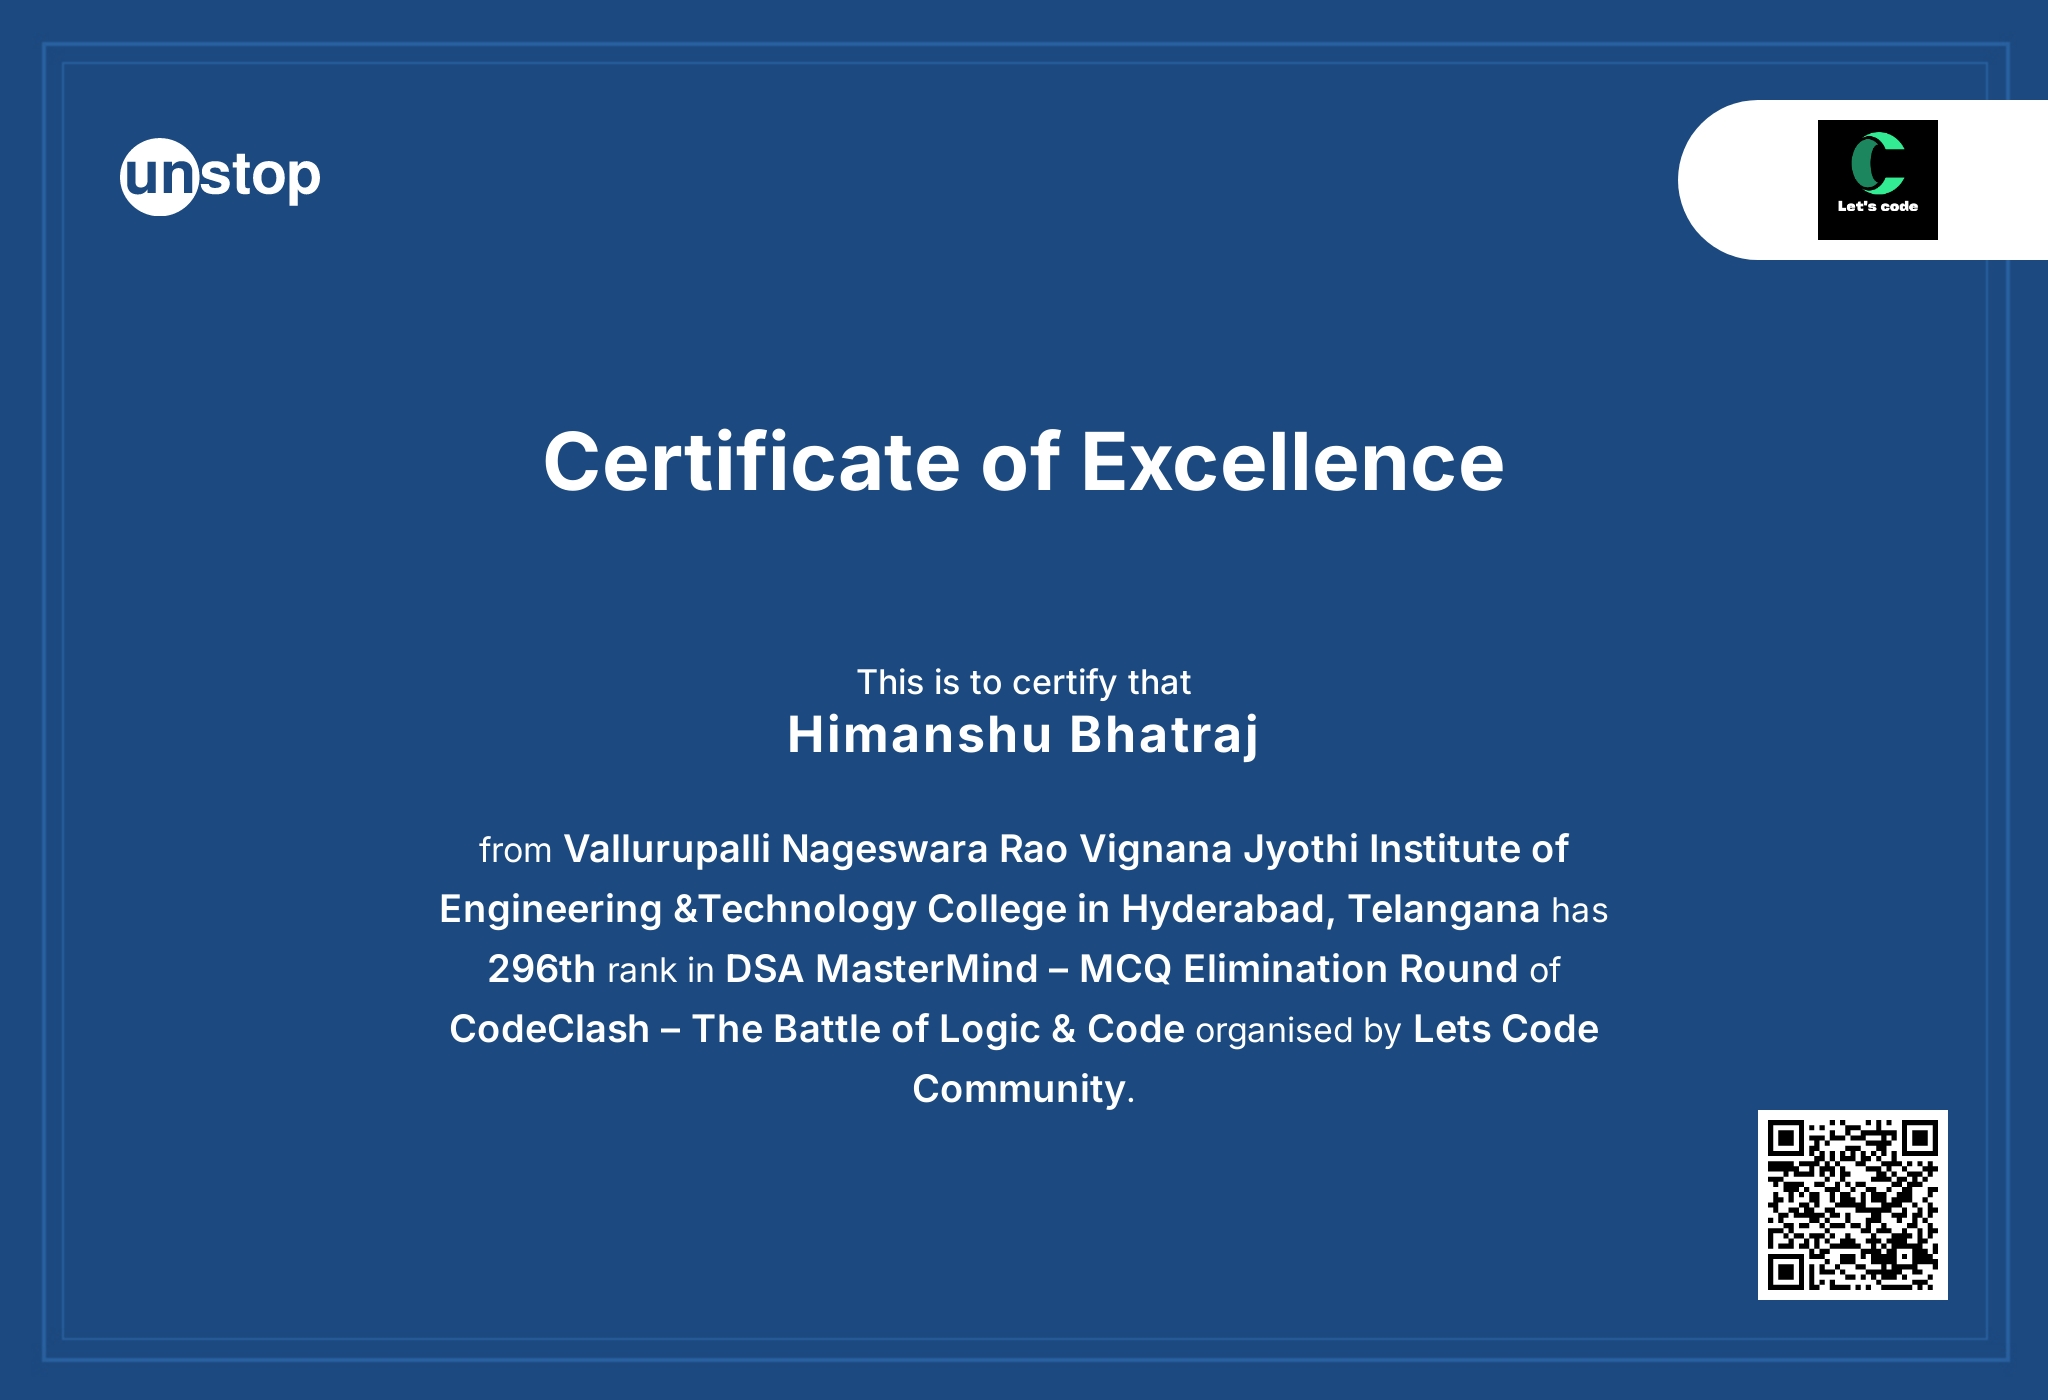 unstop
Let's code
Certificate of Excellence
This is to certify that
Himanshu Bhatraj
from Vallurupalli Nageswara Rao Vignana Jyothi Institute of
Engineering &Technology College in Hyderabad, Telangana has
296th rank in DSA MasterMind – MCQ Elimination Round of
CodeClash – The Battle of Logic & Code organised by Lets Code
Community.